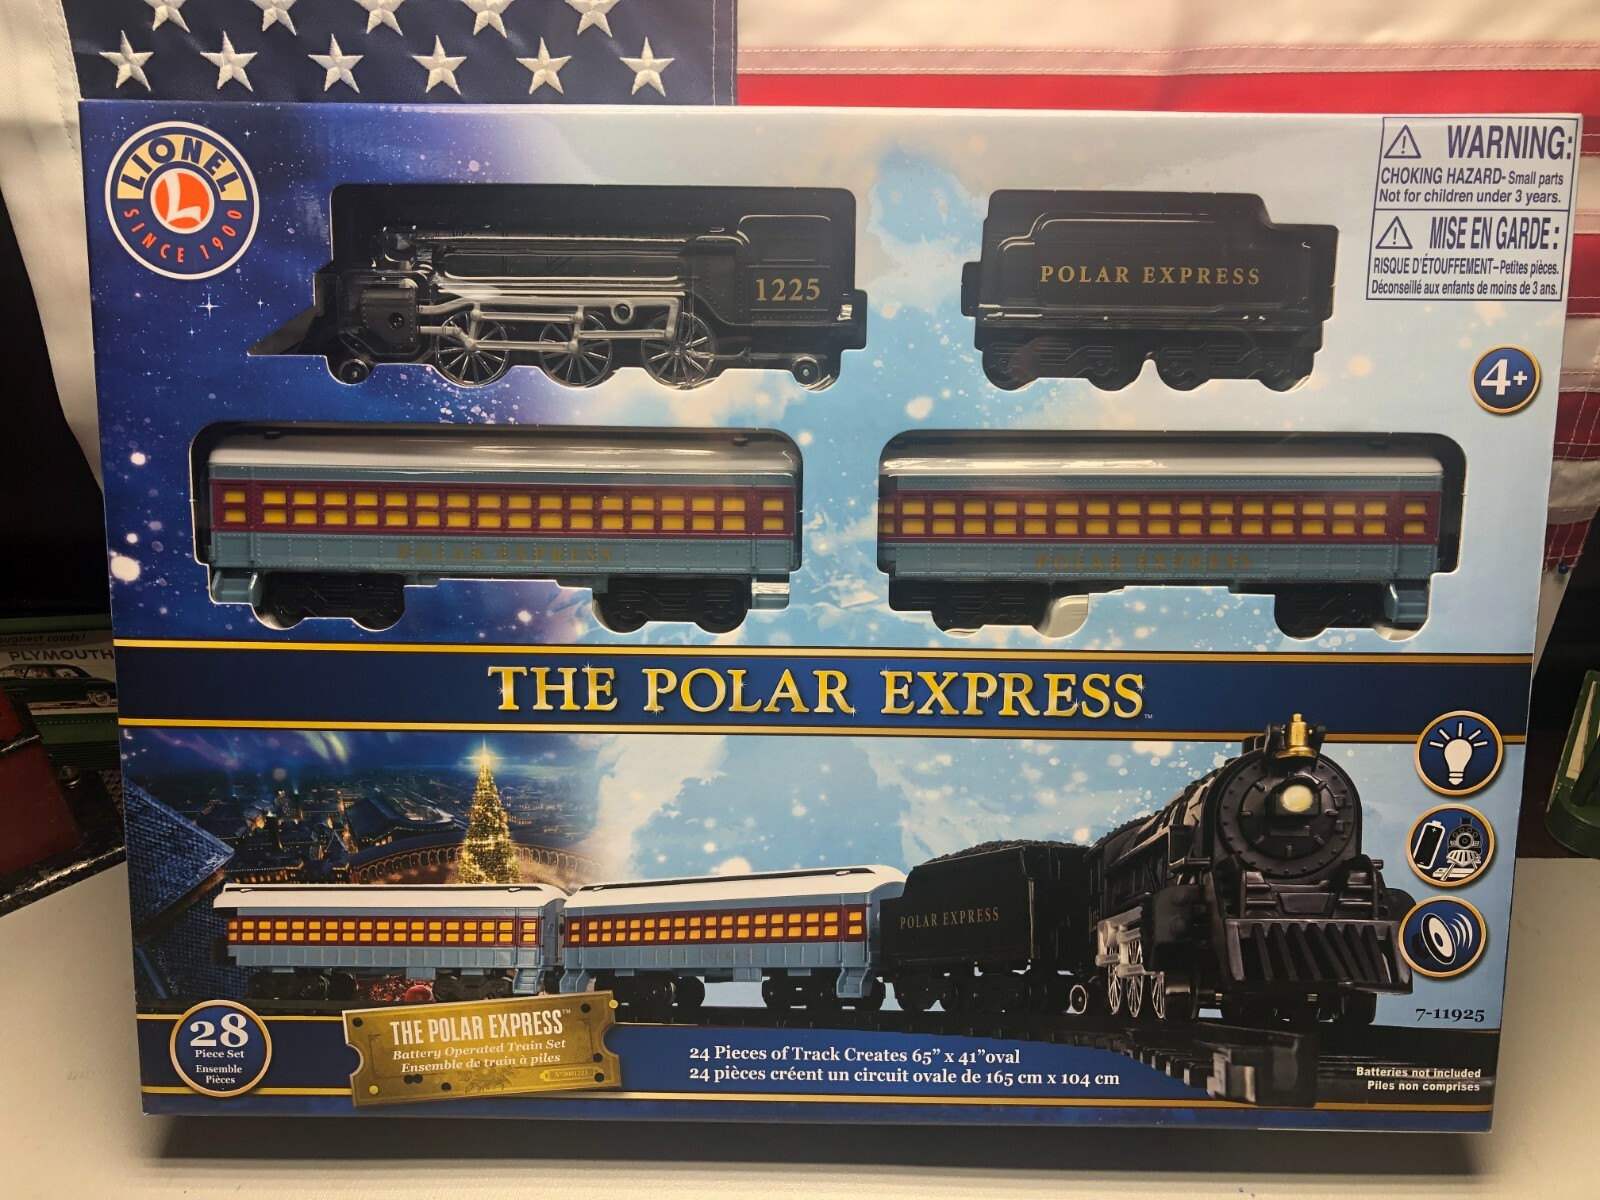 LIONEL
SINCE 1900
L
WARNING:
CHOKING HAZARD- Small parts
Not for children under 3 years.
MISE EN GARDE :
RISQUE D'ÉTOUFFEMENT–Petites pièces.
Déconseillé aux enfants de moins de 3 ans.
1225
POLAR EXPRESS
4+
POLAR EXPRESS
POLAR EXPRESS
oughest roads!
PLYMOUTH
THE POLAR EXPRESS™
POLAR EXPRESS
7-11925
28
Piece Set
Ensemble
Pièces
THE POLAR EXPRESS™
Battery Operated Train Set
Ensemble de train à piles
24 Pieces of Track Creates 65” x 41”oval
24 pièces créent un circuit ovale de 165 cm x 104 cm
Batteries not included
Piles non comprises